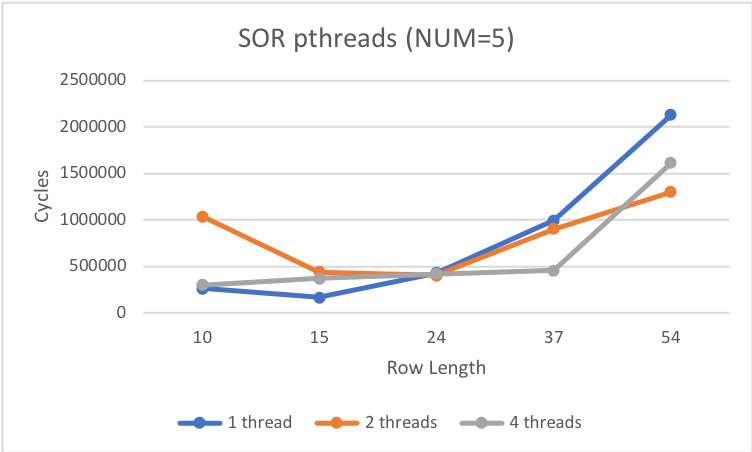 SOR pthreads (NUM=5)
2500000
2000000
1500000
1000000
500000
0
Cycles
10 15 24 37 54
Row Length
1 thread 2 threads 4 threads